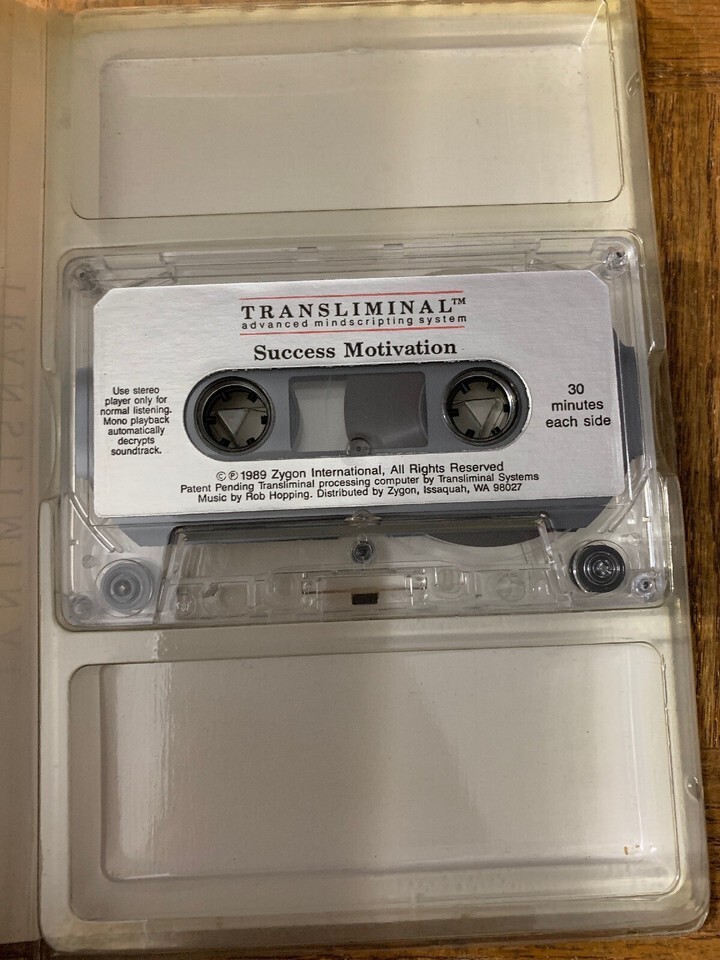 TRANSLIMINAL™
advanced mindscripting system
Success Motivation
Use stereo
player only for
normal listening.
Mono playback
automatically
decrypts
soundtrack.
30
minutes
each side
©℗1989 Zygon International, All Rights Reserved
Patent Pending Transliminal processing computer by Transliminal Systems
Music by Rob Hopping. Distributed by Zygon, Issaquah, WA 98027